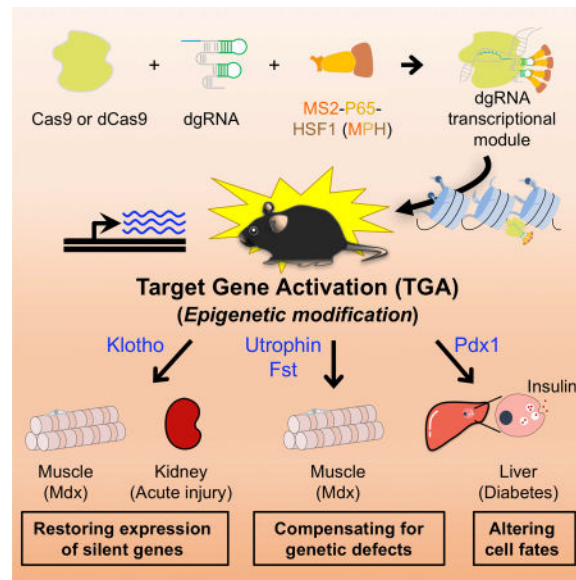 +
+
Cas9 or dCas9
dgRNA
MS2-P65-
HSF1 (MPH)
dgRNA
transcriptional
module
Target Gene Activation (TGA)
(Epigenetic modification)
Klotho
Utrophin
Fst
Pdx1
Insulin
Muscle
(Mdx)
Kidney
(Acute injury)
Muscle
(Mdx)
Liver
(Diabetes)
Restoring expression
of silent genes
Compensating for
genetic defects
Altering
cell fates